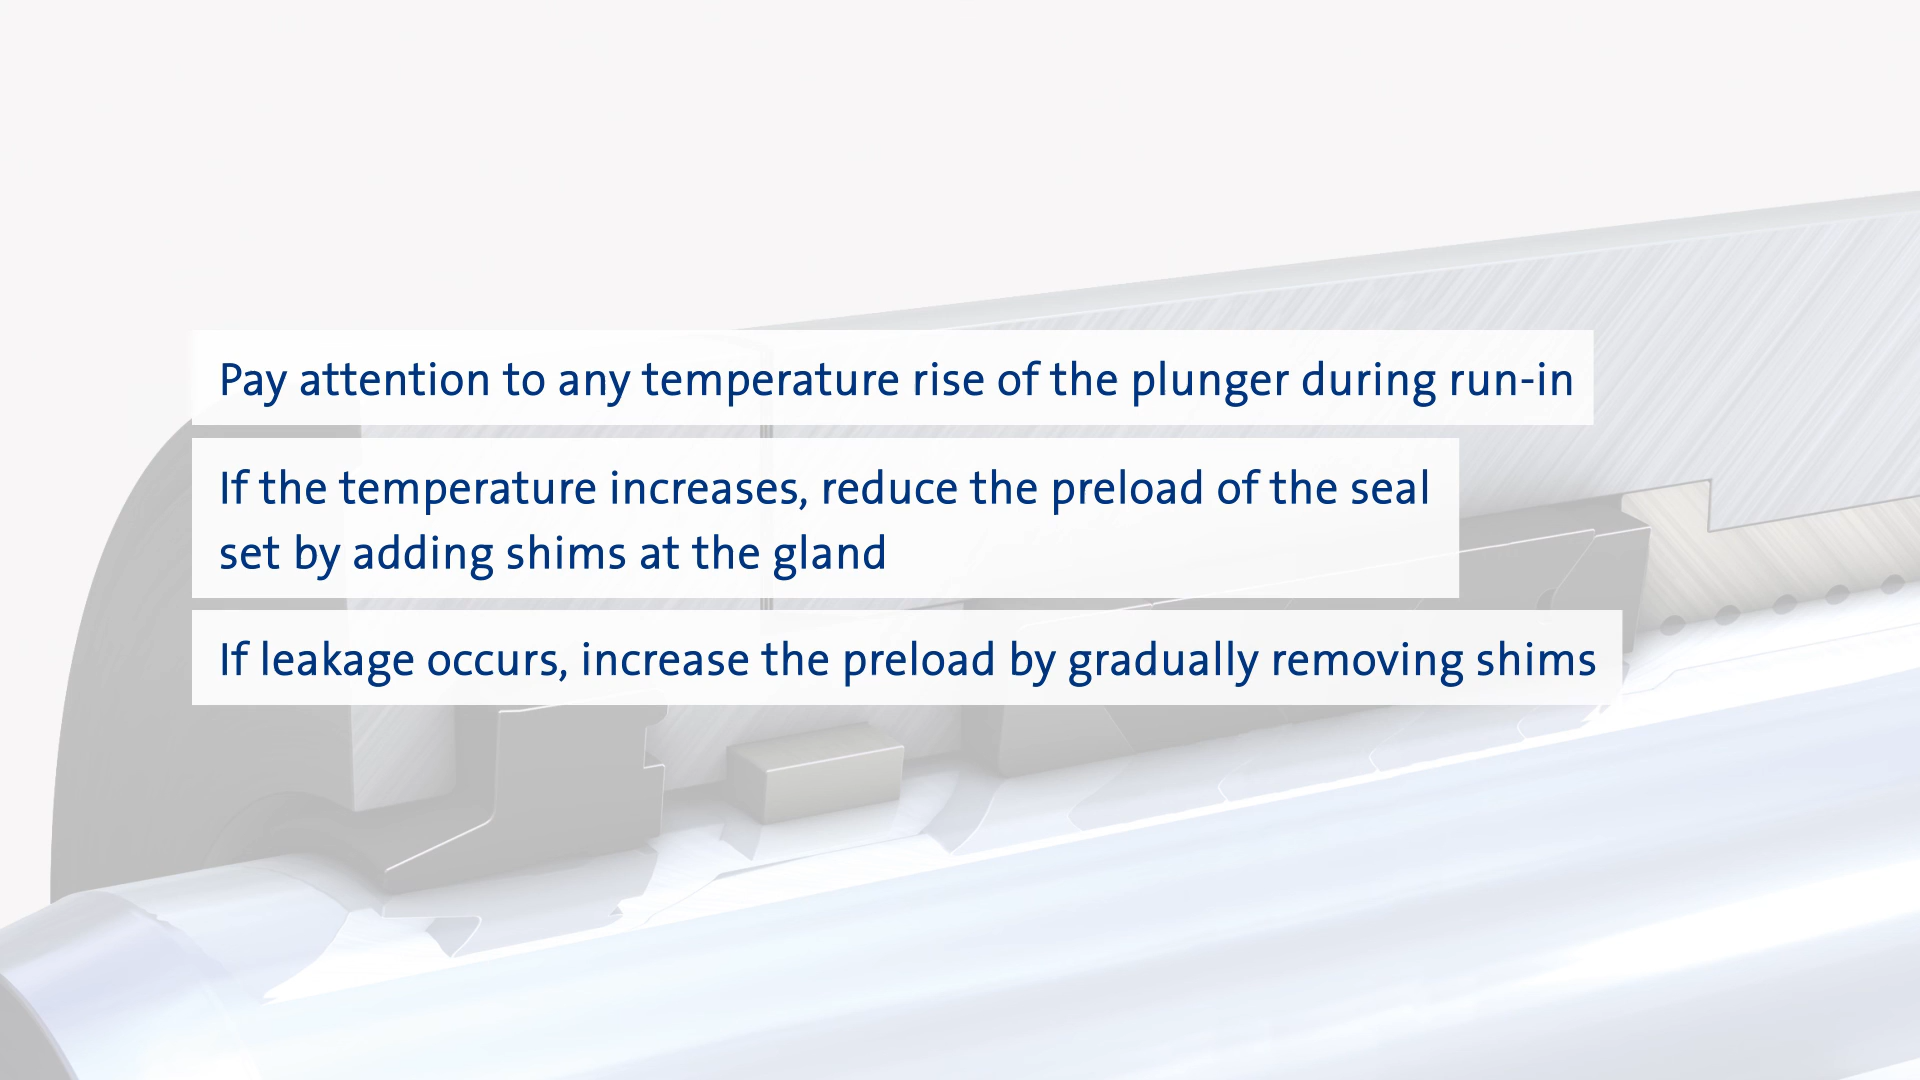 Pay attention to any temperature rise of the plunger during run-in
If the temperature increases, reduce the preload of the seal
set by adding shims at the gland
If leakage occurs, increase the preload by gradually removing shims